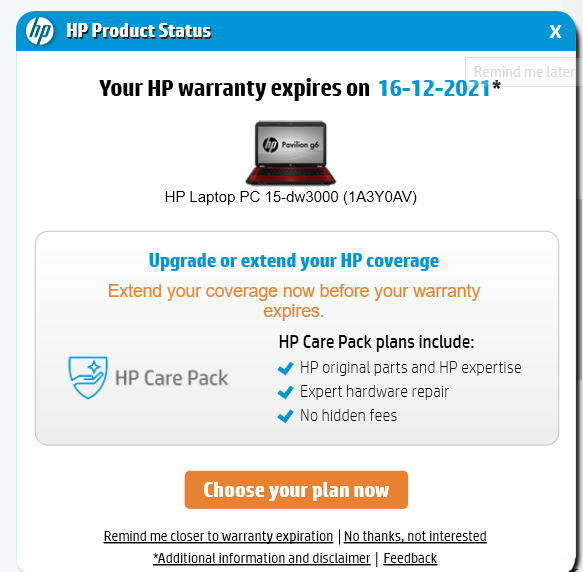 hp HP Product Status X
Remind me later
Your HP warranty expires on 16-12-2021*
hp Pavilion g6
HP Laptop PC 15-dw3000 (1A3Y0AV)
Upgrade or extend your HP coverage
Extend your coverage now before your warranty
expires.
HP Care Pack plans include:
HP original parts and HP expertise
HP Care Pack
Expert hardware repair
No hidden fees
Choose your plan now
Remind me closer to warranty expiration | No thanks, not interested
*Additional information and disclaimer | Feedback